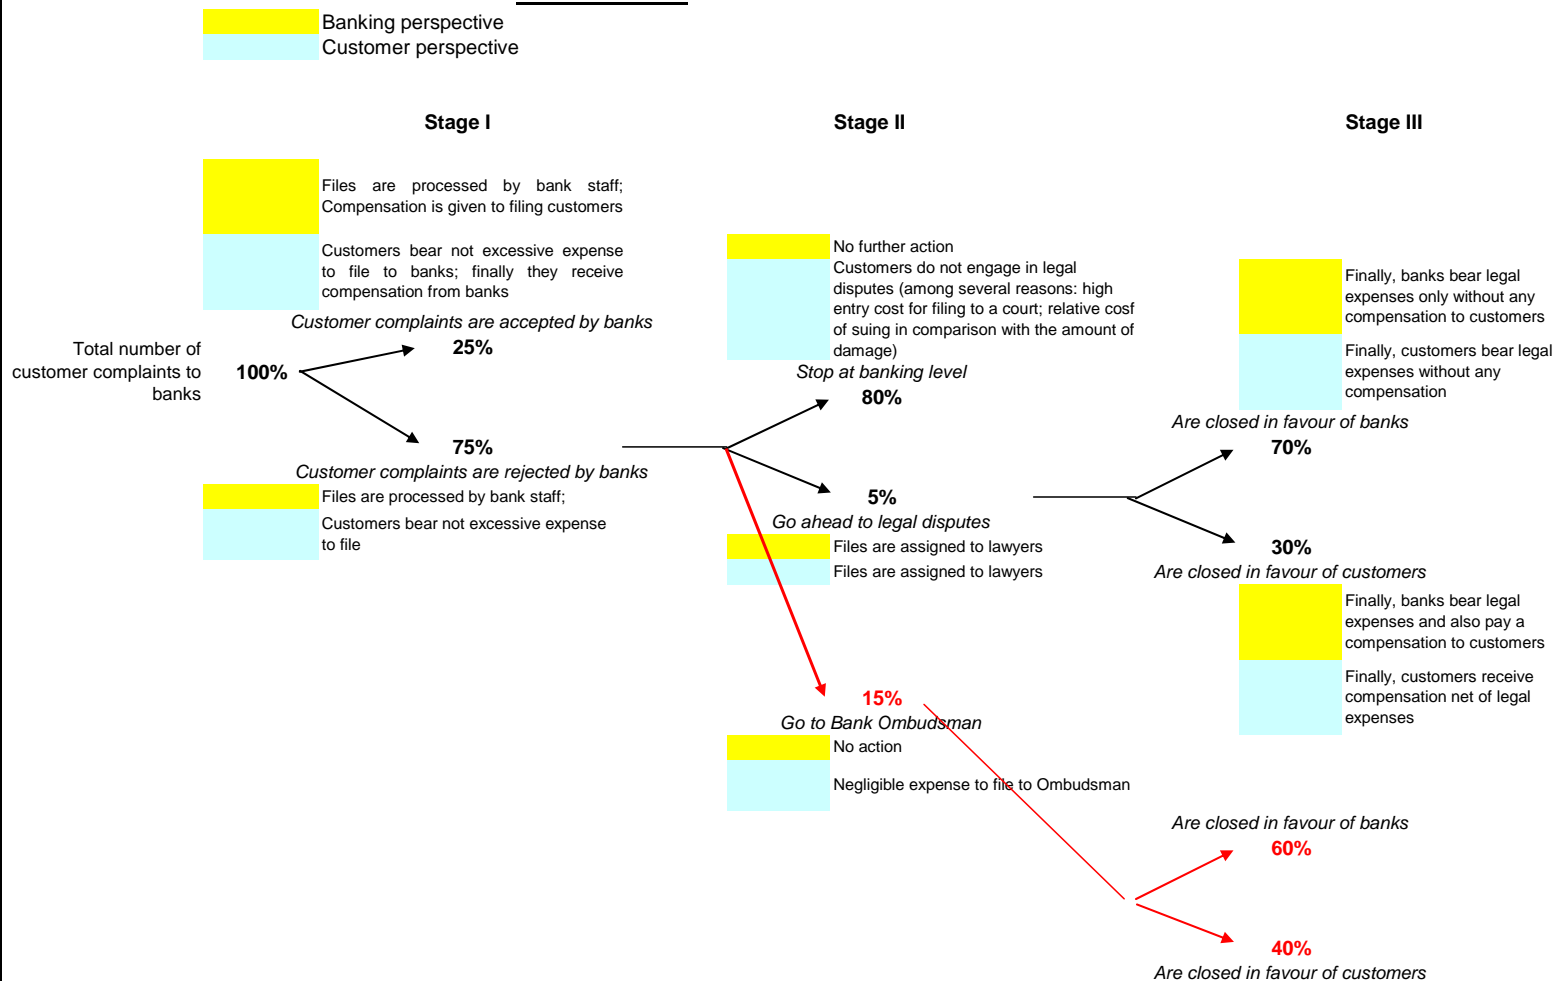 Banking perspective
Customer perspective
Stage I
Stage II
Stage III
Files are processed by bank staff;
Compensation is given to filing customers
Customers bear not excessive expense
to file to banks; finally they receive
compensation from banks
Customer complaints are accepted by banks
25%
Total number of
customer complaints to
banks
100%
75%
Customer complaints are rejected by banks
Files are processed by bank staff;
Customers bear not excessive expense
to file
No further action
Customers do not engage in legal
disputes (among several reasons: high
entry cost for filing to a court; relative cosf
of suing in comparison with the amount of
damage)
Stop at banking level
80%
5%
Go ahead to legal disputes
Files are assigned to lawyers
Files are assigned to lawyers
15%
Go to Bank Ombudsman
No action
Negligible expense to file to Ombudsman
Finally, banks bear legal
expenses only without any
compensation to customers
Finally, customers bear legal
expenses without any
compensation
Are closed in favour of banks
70%
30%
Are closed in favour of customers
Finally, banks bear legal
expenses and also pay a
compensation to customers
Finally, customers receive
compensation net of legal
expenses
Are closed in favour of banks
60%
40%
Are closed in favour of customers